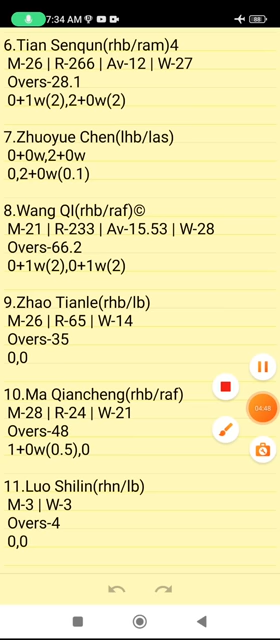 7:34 AM
88
6.Tian Senqun(rhb/ram)4
M-26 | R-266 | Av-12 | W-27
Overs-28.1
0+1w(2),2+0w(2)
7.Zhuoyue Chen(lhb/las)
0+0w,2+0w
0,2+0w(0.1)
8.Wang QI(rhb/raf)©
M-21 | R-233 | Av-15.53 | W-28
Overs-66.2
0+1w(2),0+1w(2)
9.Zhao Tianle(rhb/lb)
M-26 | R-65 | W-14
Overs-35
0,0
10.Ma Qiancheng(rhb/raf)
M-28 | R-24 | W-21
Overs-48
1+0w(0.5),0
04:46
11.Luo Shilin(rhn/lb)
M-3 | W-3
Overs-4
0,0